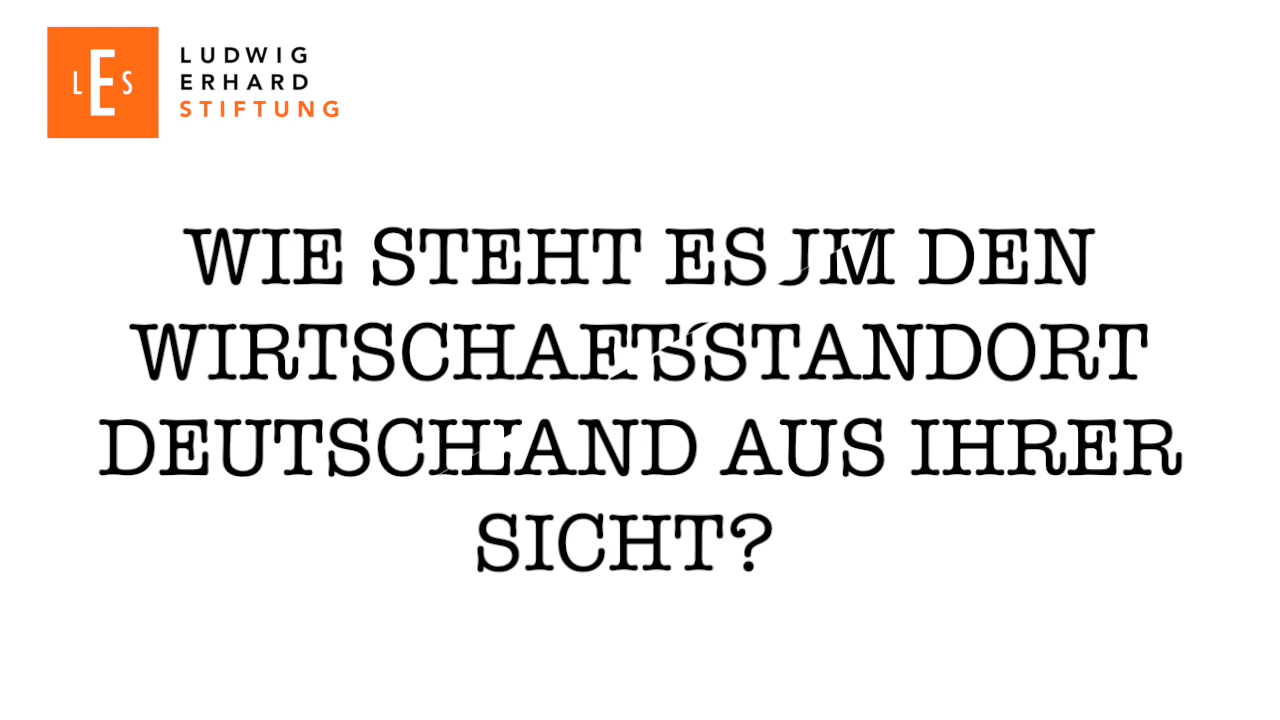 LES
LUDWIG
ERHARD
STIFTUNG
WIE STEHT ES UM DEN
WIRTSCHAFTSSTANDORT
DEUTSCHLAND AUS IHRER
SICHT?